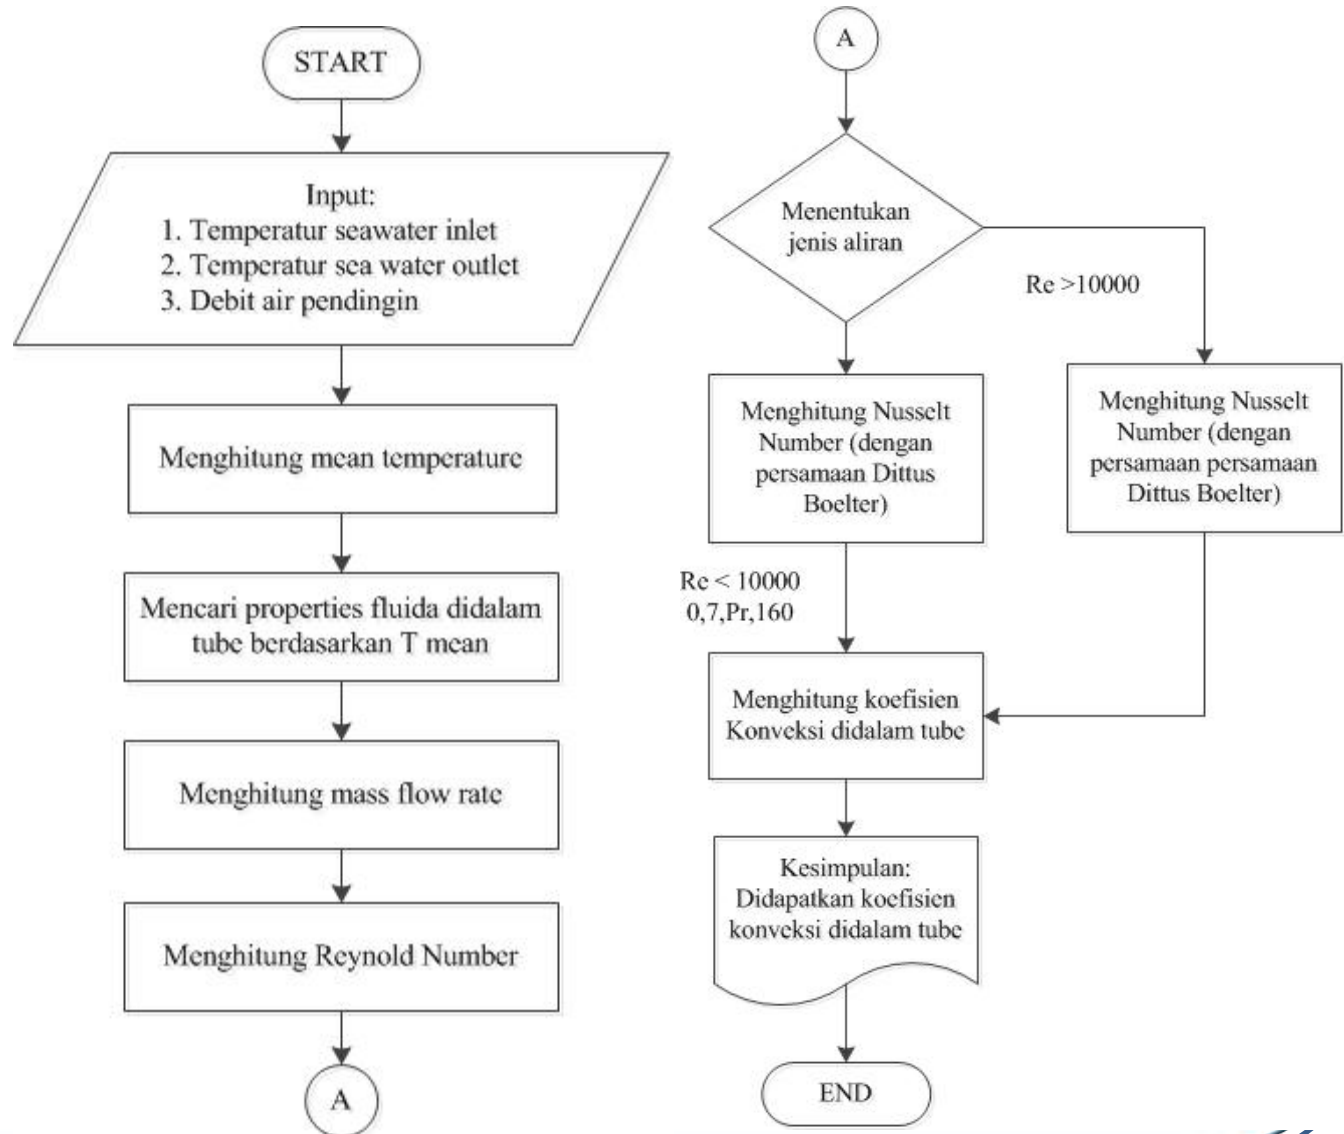 START
Input:
1. Temperatur seawater inlet
2. Temperatur sea water outlet
3. Debit air pendingin
Menghitung mean temperature
Mencari properties fluida didalam
tube berdasarkan T mean
Menghitung mass flow rate
Menghitung Reynold Number
A
A
Menentukan
jenis aliran
Re >10000
Menghitung Nusselt
Number (dengan
persamaan Dittus
Boelter)
Menghitung Nusselt
Number (dengan
persamaan persamaan
Dittus Boelter)
Re < 10000
0,7,Pr,160
Menghitung koefisien
Konveksi didalam tube
Kesimpulan:
Didapatkan koefisien
konveksi didalam tube
END